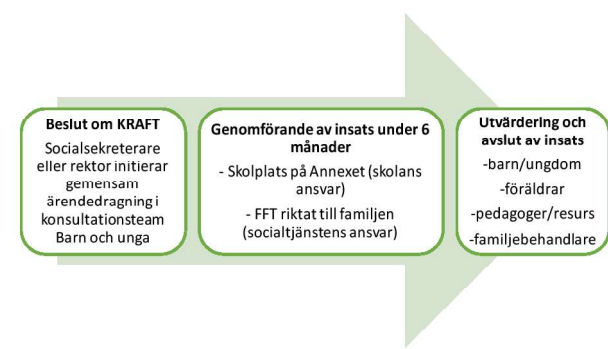 Beslut om KRAFT
Socialsekreterare
eller rektor initierar
gemensam
ärendedragning i
konsultationsteam
Barn och unga
Genomförande av insats under 6
månader
- Skolplats på Annexet (skolans
ansvar)
- FFT riktat till familjen
(socialtjänstens ansvar)
Utvärdering och
avslut av insats
-barn/ungdom
-föräldrar
-pedagoger/resurs
-familjebehandlare